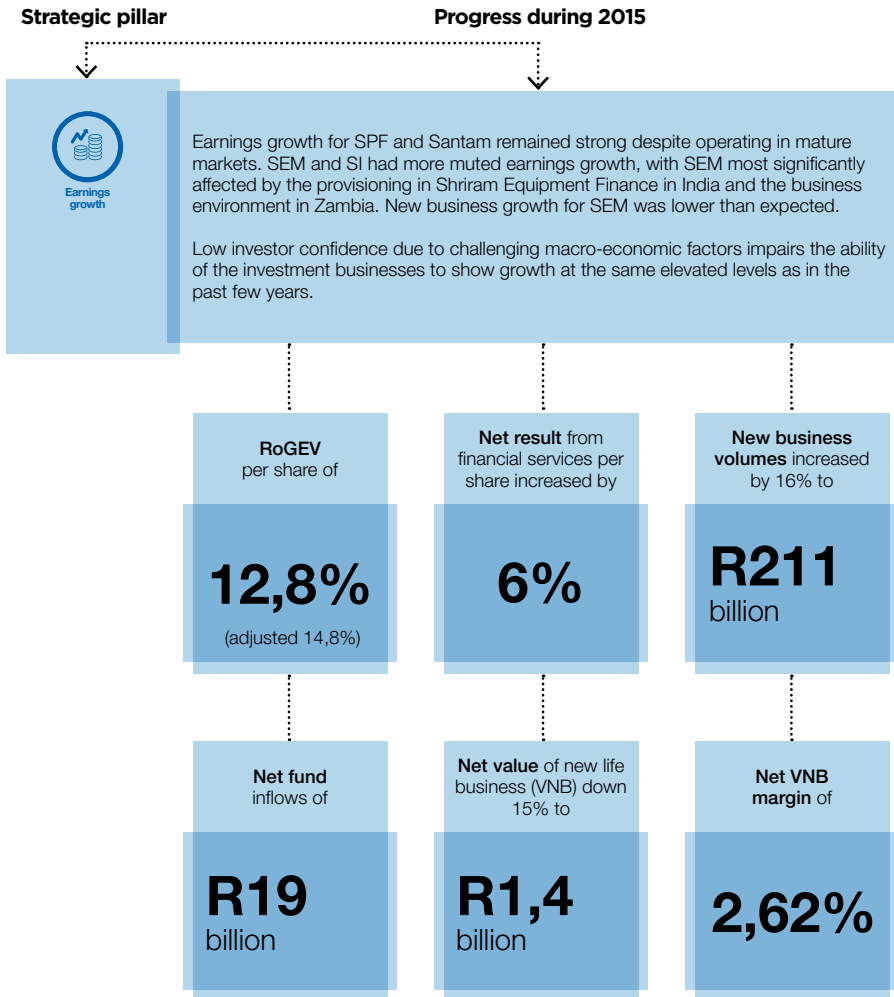 Strategic pillar
Progress during 2015
Earnings
growth
Earnings growth for SPF and Santam remained strong despite operating in mature
markets. SEM and SI had more muted earnings growth, with SEM most significantly
affected by the provisioning in Shriram Equipment Finance in India and the business
environment in Zambia. New business growth for SEM was lower than expected.
Low investor confidence due to challenging macro-economic factors impairs the ability
of the investment businesses to show growth at the same elevated levels as in the
past few years.
RoGEV
per share of
12,8%
(adjusted 14,8%)
Net result from
financial services per
share increased by
6%
New business
volumes increased
by 16% to
R211
billion
Net fund
inflows of
R19
billion
Net value of new life
business (VNB) down
15% to
R1,4
billion
Net VNB
margin of
2,62%